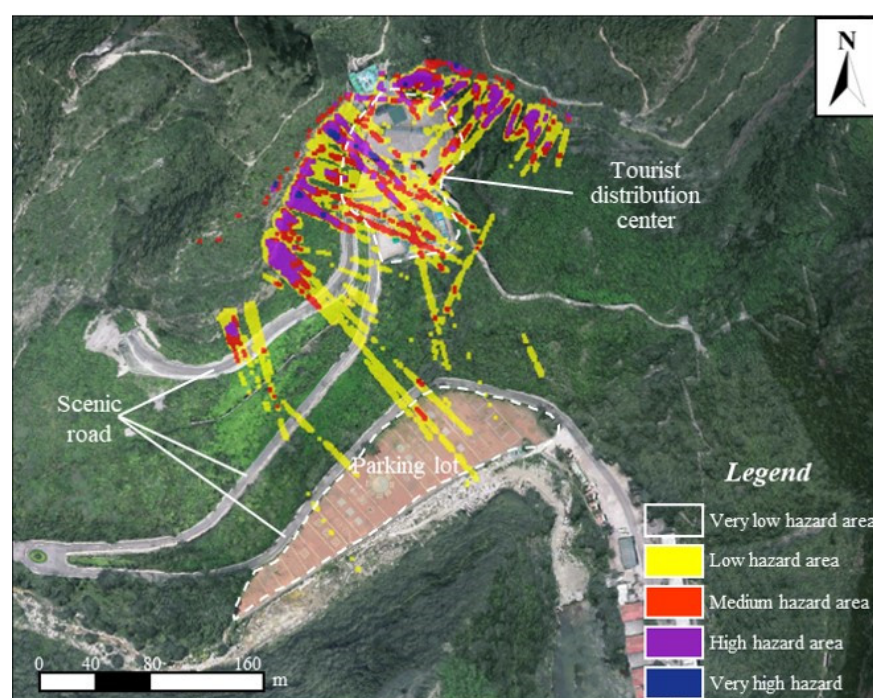 N
Tourist
distribution
center
Scenic
road
Parking lot
Legend
Very low hazard area
Low hazard area
Medium hazard area
High hazard area
Very high hazard
0 40 80 160
m